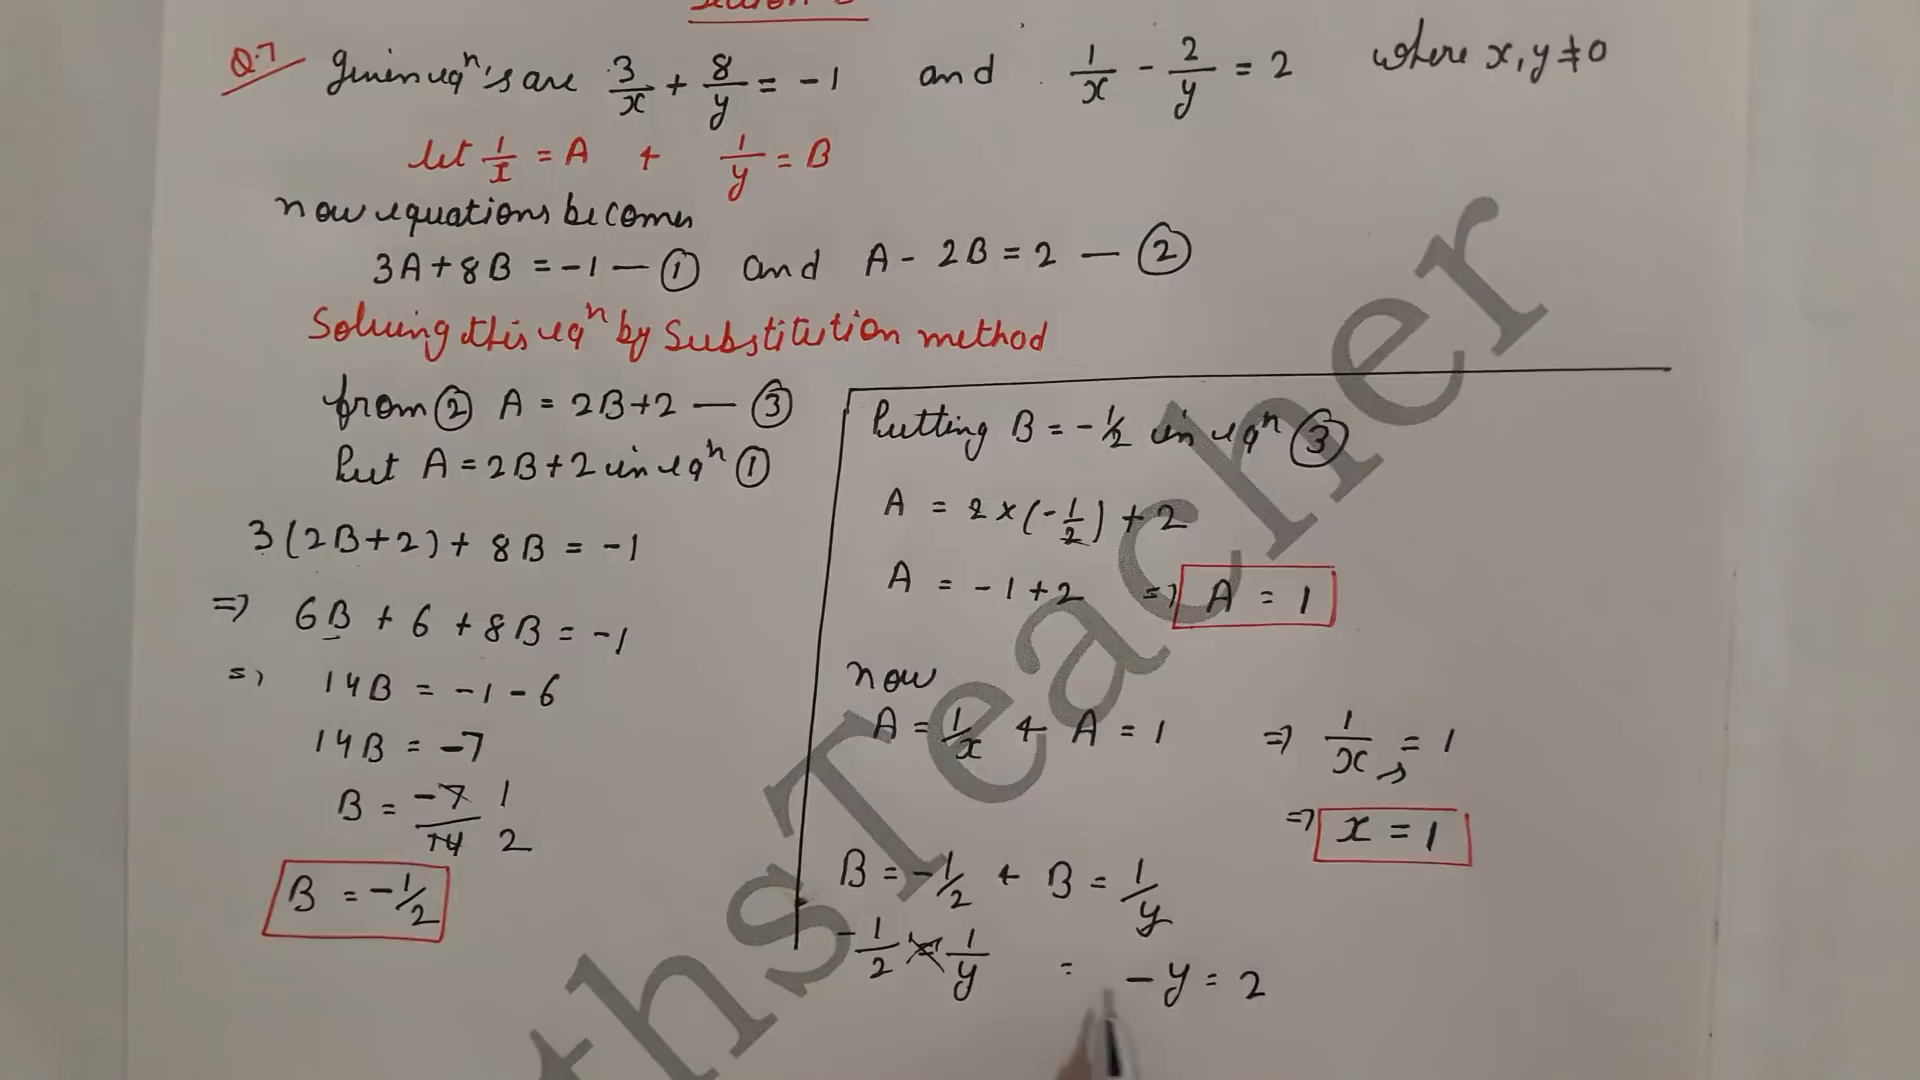 Q.7 Given eqn's are 3/x + 8/y = -1 and 1/x - 2/y = 2 where x, y ≠ 0
let 1/x = A & 1/y = B
now equations becomes
3A + 8B = -1 — ① and A - 2B = 2 — ②
Solving this eqn by Substitution method
from ② A = 2B+2 — ③
Put A = 2B+2 in eqn ①
3(2B+2) + 8B = -1
=> 6B + 6 + 8B = -1
=> 14B = -1 - 6
14B = -7
B = -7/14 1/2
B = -1/2
Putting B = -1/2 in eqn ③
A = 2×(-1/2) + 2
A = -1+2 => A = 1
now
A = 1/x & A = 1 => 1/x = 1
=> x = 1
B = -1/2 & B = 1/y
-1/2 = 1/y = -y = 2
thsTeacher